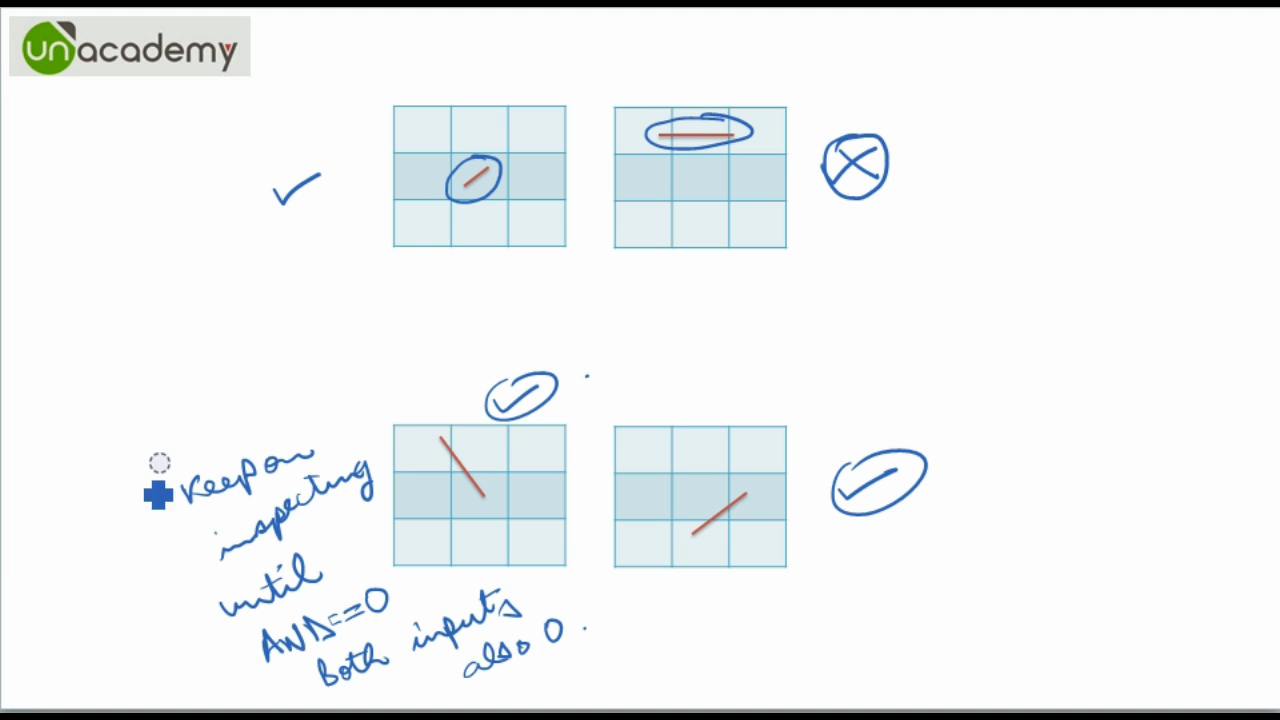 unacademy
Keep on
inspecting
until
AND==0
Both inputs
also 0.